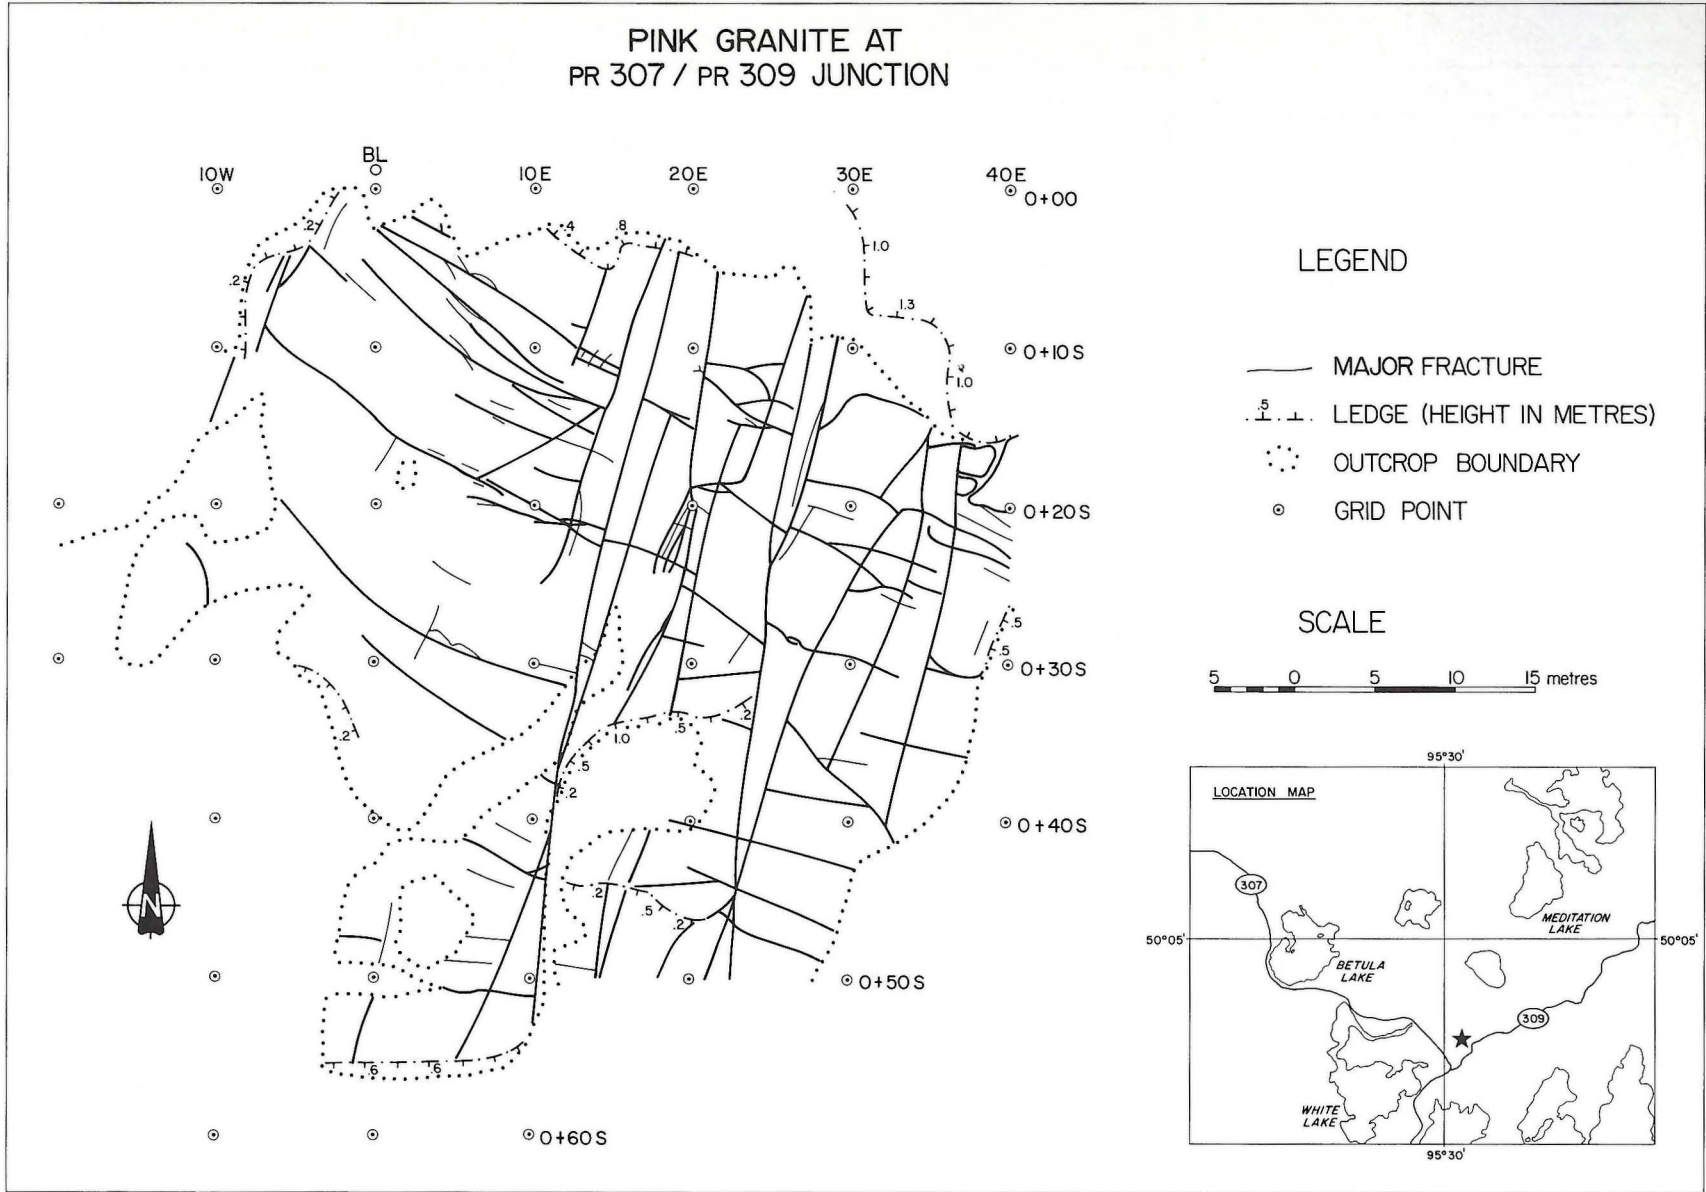 PINK GRANITE AT
PR 307 / PR 309 JUNCTION
BL
10W
10E
20E
30E
40E
0+00
.2
.4
.8
1.0
.2
1.3
0+10S
1.0
0+20S
.5
.5
0+30S
.2
.5
.2
1.0
.5
.2
0+40S
.2
.5
.2
0+50S
.6
.6
0+60S
N
LEGEND
MAJOR FRACTURE
.5
LEDGE (HEIGHT IN METRES)
OUTCROP BOUNDARY
GRID POINT
SCALE
5 0 5 10 15 metres
95°30'
LOCATION MAP
307
MEDITATION
LAKE
50°05'
50°05'
BETULA
LAKE
309
WHITE
LAKE
95°30'